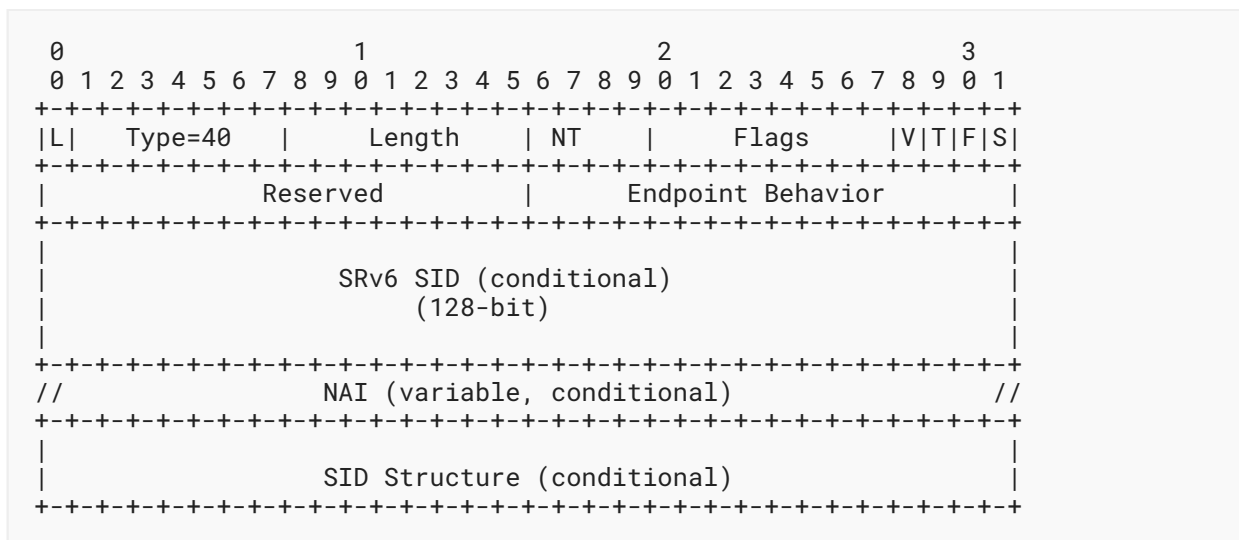 0                   1                   2                   3
 0 1 2 3 4 5 6 7 8 9 0 1 2 3 4 5 6 7 8 9 0 1 2 3 4 5 6 7 8 9 0 1
+-+-+-+-+-+-+-+-+-+-+-+-+-+-+-+-+-+-+-+-+-+-+-+-+-+-+-+-+-+-+-+-+
|L|   Type=40   |     Length    | NT    |     Flags     |V|T|F|S|
+-+-+-+-+-+-+-+-+-+-+-+-+-+-+-+-+-+-+-+-+-+-+-+-+-+-+-+-+-+-+-+-+
|              Reserved         |      Endpoint Behavior        |
+-+-+-+-+-+-+-+-+-+-+-+-+-+-+-+-+-+-+-+-+-+-+-+-+-+-+-+-+-+-+-+-+
|                                                               |
|                   SRv6 SID (conditional)                      |
|                        (128-bit)                              |
|                                                               |
+-+-+-+-+-+-+-+-+-+-+-+-+-+-+-+-+-+-+-+-+-+-+-+-+-+-+-+-+-+-+-+-+
//                 NAI (variable, conditional)                 //
+-+-+-+-+-+-+-+-+-+-+-+-+-+-+-+-+-+-+-+-+-+-+-+-+-+-+-+-+-+-+-+-+
|                                                               |
|                  SID Structure (conditional)                  |
+-+-+-+-+-+-+-+-+-+-+-+-+-+-+-+-+-+-+-+-+-+-+-+-+-+-+-+-+-+-+-+-+